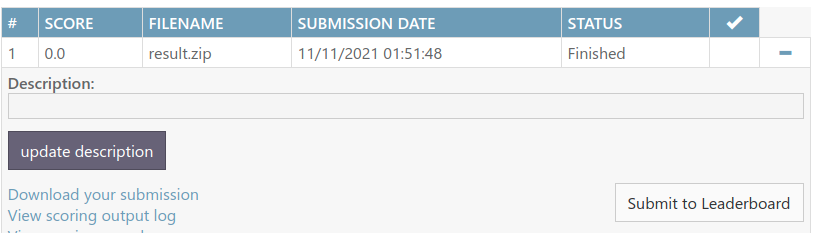 # SCORE FILENAME SUBMISSION DATE STATUS ✔
1 0.0 result.zip 11/11/2021 01:51:48 Finished
Description:
update description
Download your submission
Submit to Leaderboard
View scoring output log